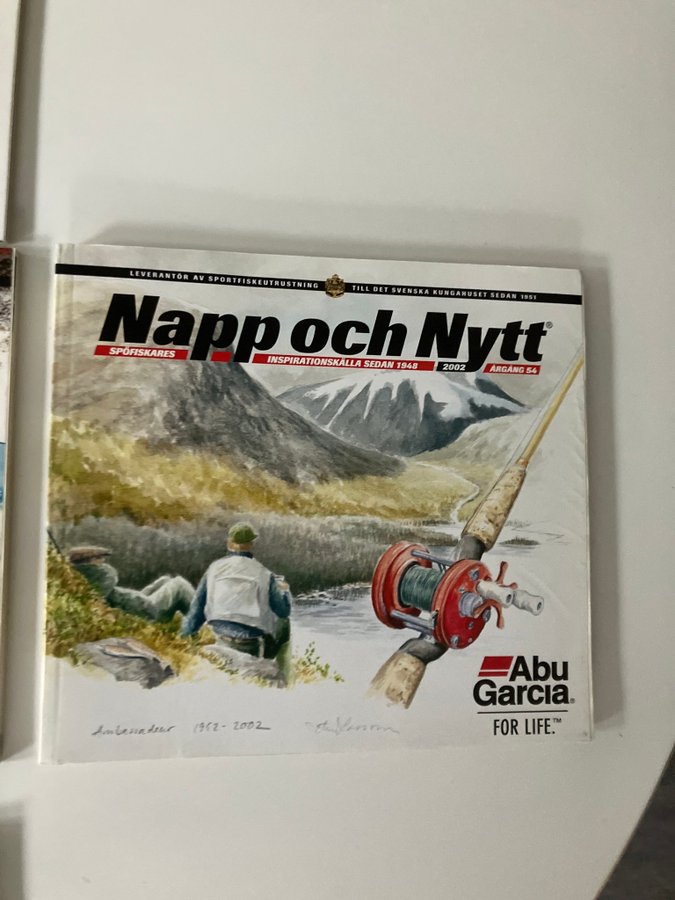 LEVERANTÖR AV SPORTFISKEUTRUSTNING TILL DET SVENSKA KUNGAHUSET SEDAN 1951
Napp och Nytt®
SPÖFISKARES INSPIRATIONSKÄLLA SEDAN 1948 2002 ÅRGÅNG 54
Abu
Garcia®
FOR LIFE.™
Ambassadeur 1952-2002